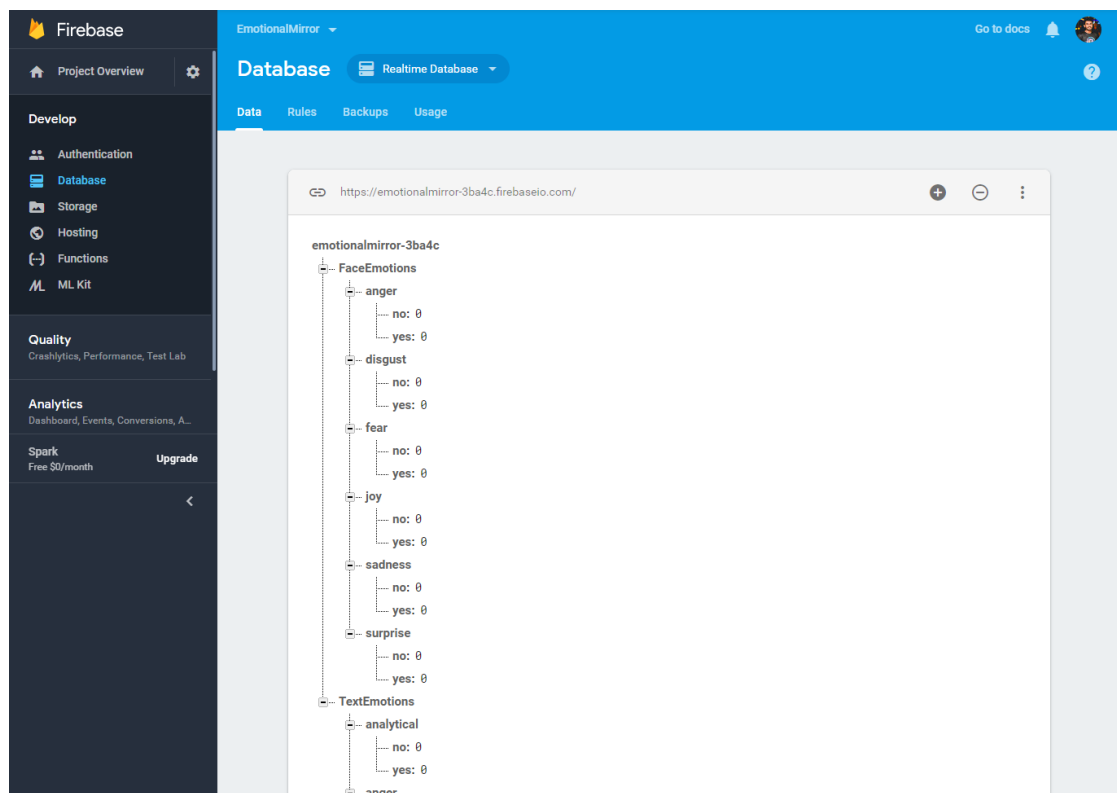 Firebase
Project Overview
Develop
Authentication
Database
Storage
Hosting
Functions
ML Kit
Quality
Crashlytics, Performance, Test Lab
Analytics
Dashboard, Events, Conversions, A...
Spark
Free $0/month
Upgrade
EmotionalMirror
Go to docs
Database
Realtime Database
Data Rules Backups Usage
https://emotionalmirror-3ba4c.firebaseio.com/
emotionalmirror-3ba4c
FaceEmotions
anger
no: 0
yes: 0
disgust
no: 0
yes: 0
fear
no: 0
yes: 0
joy
no: 0
yes: 0
sadness
no: 0
yes: 0
surprise
no: 0
yes: 0
TextEmotions
analytical
no: 0
yes: 0
anger